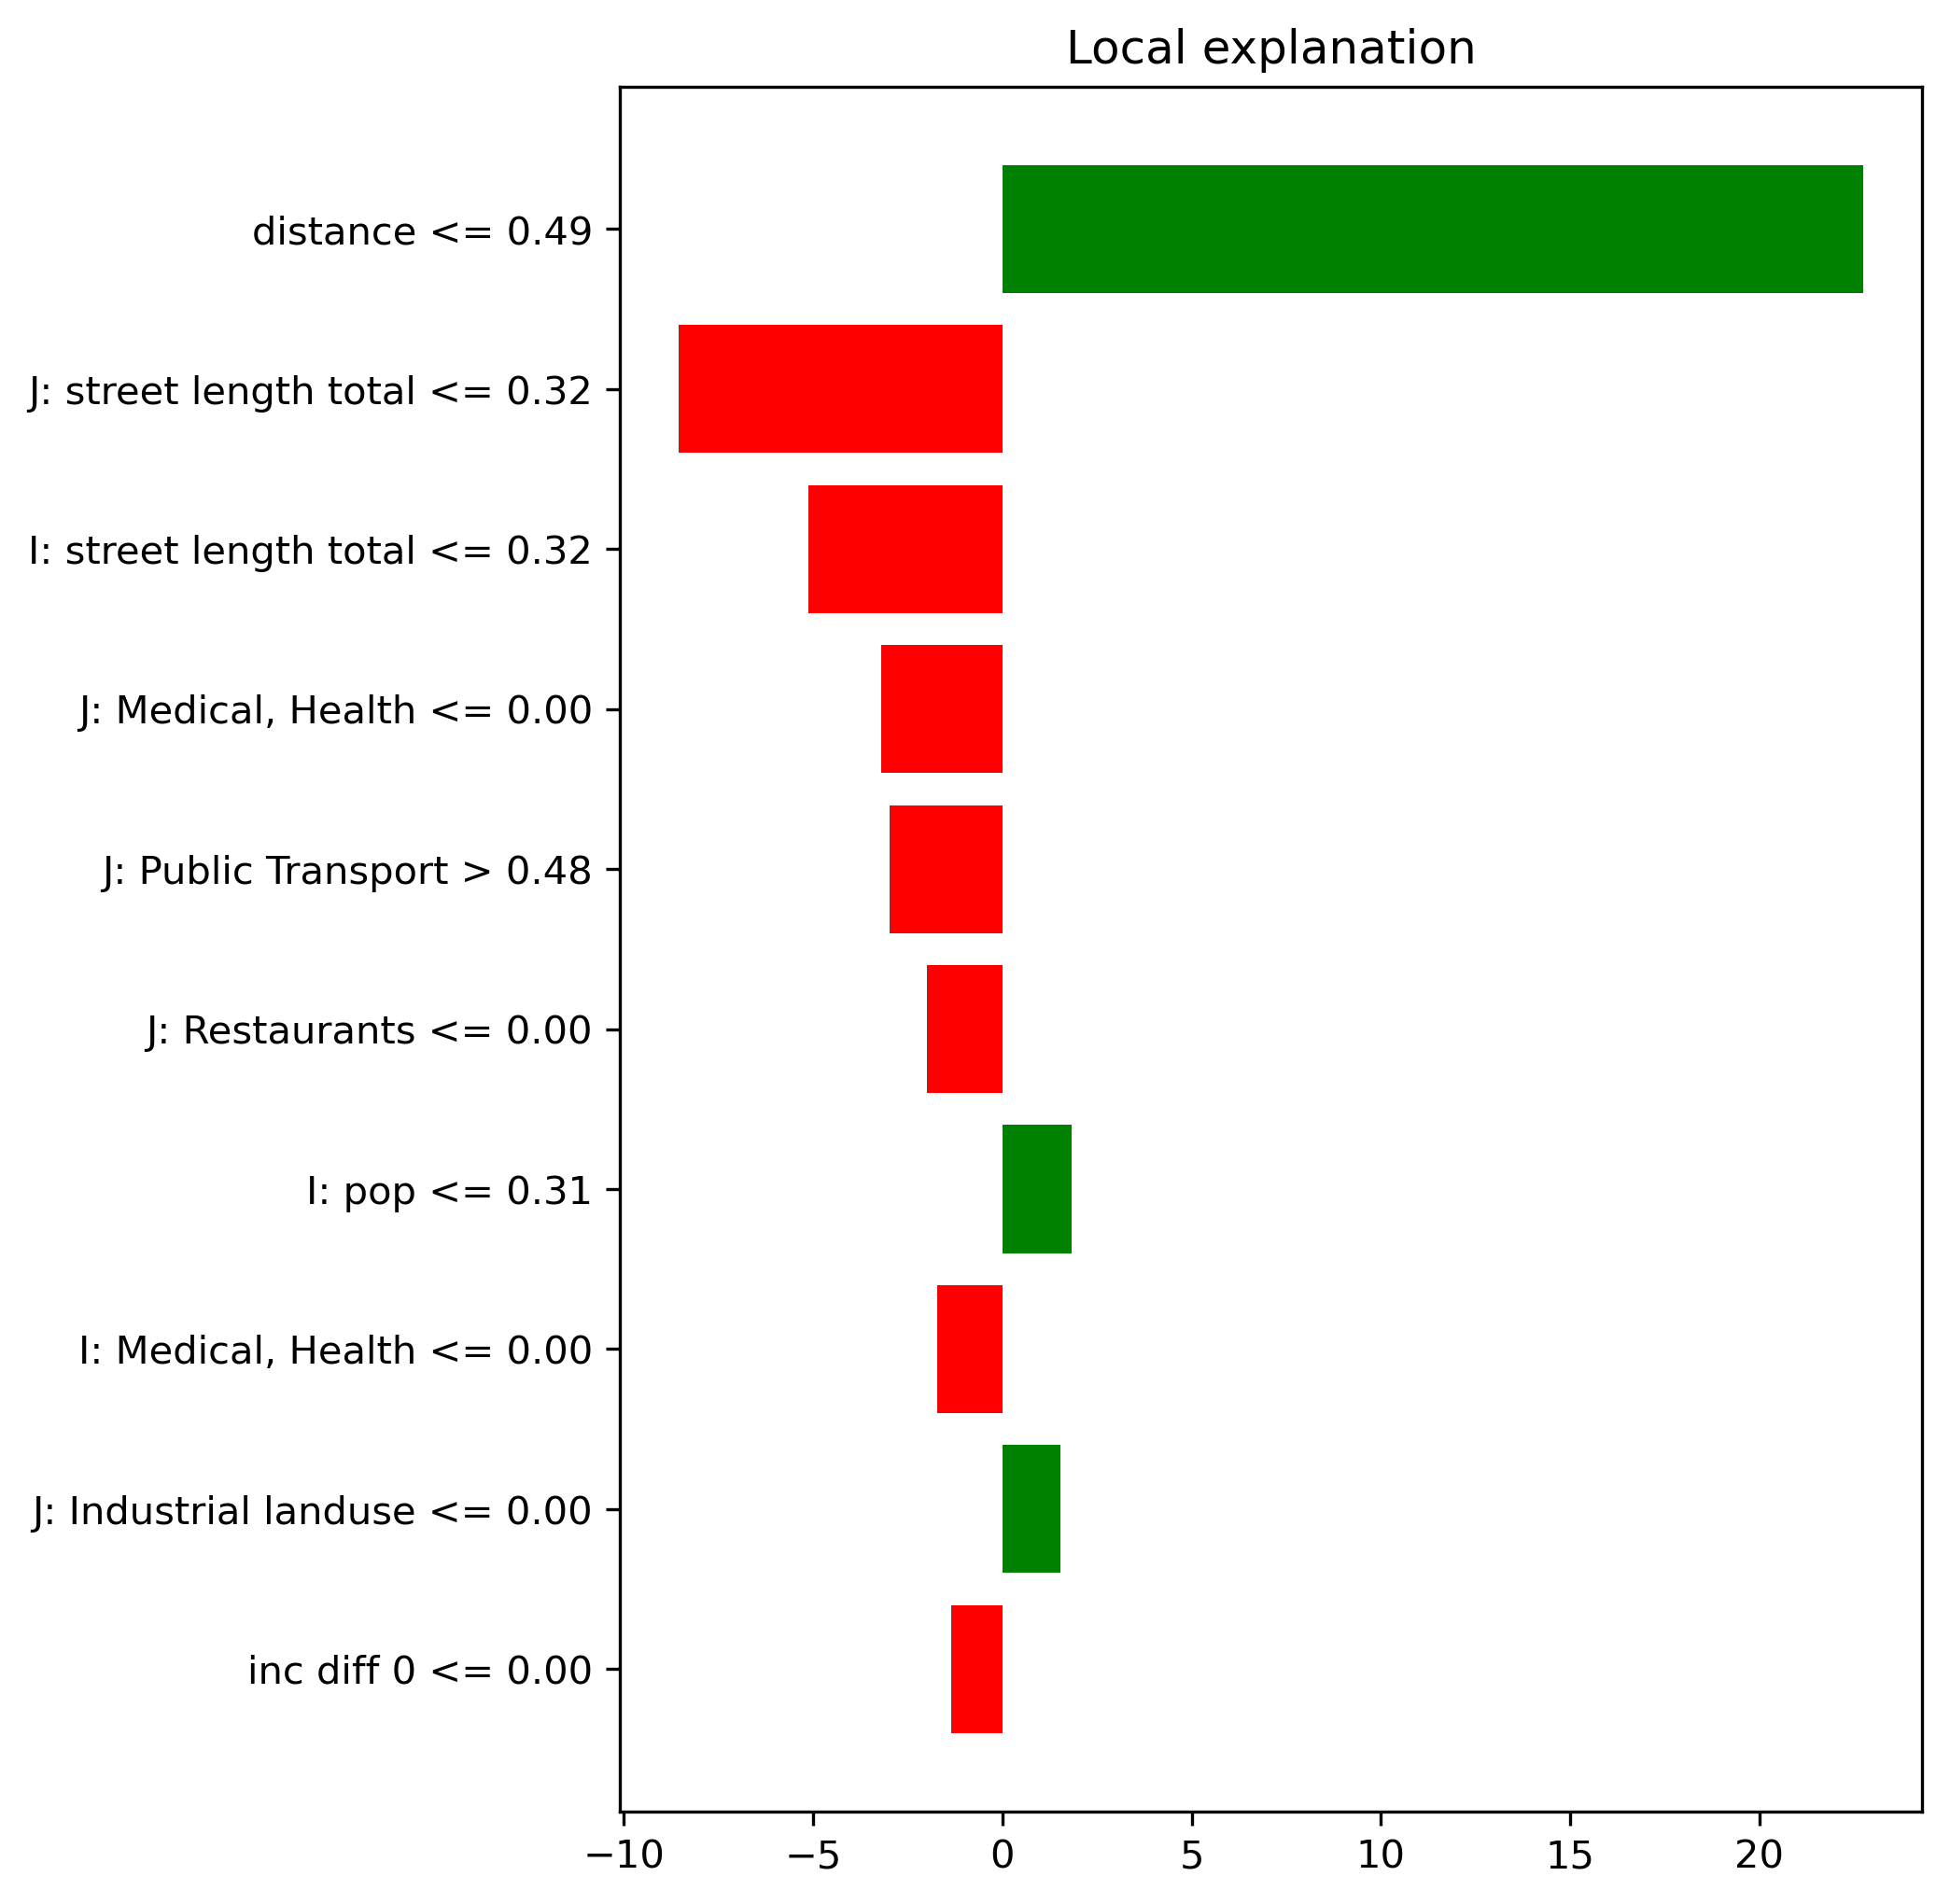 Local explanation
distance <= 0.49
J: street length total <= 0.32
I: street length total <= 0.32
J: Medical, Health <= 0.00
J: Public Transport > 0.48
J: Restaurants <= 0.00
I: pop <= 0.31
I: Medical, Health <= 0.00
J: Industrial landuse <= 0.00
inc diff 0 <= 0.00
−10 −5 0 5 10 15 20